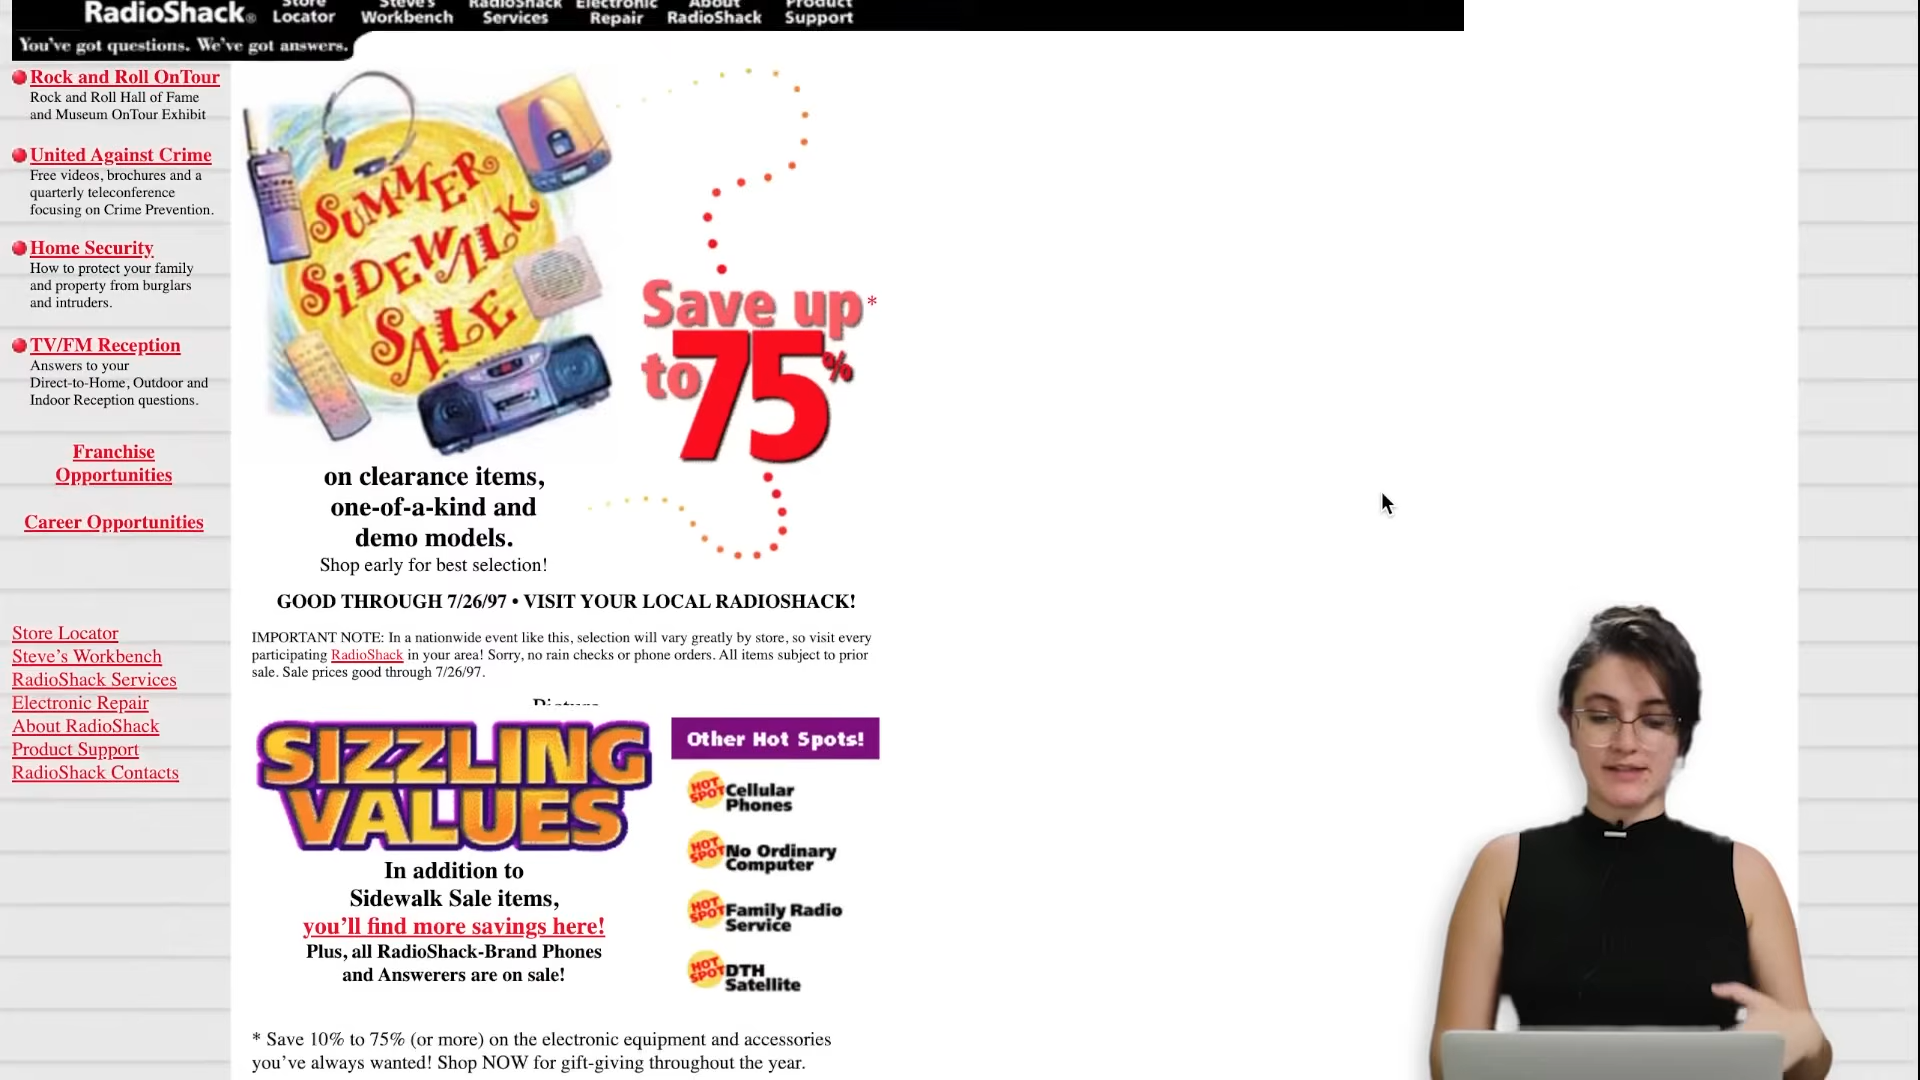 RadioShack®
Store
Locator
Steve's
Workbench
RadioShack
Services
Electronic
Repair
About
RadioShack
Product
Support
You've got questions. We've got answers.
Rock and Roll OnTour
Rock and Roll Hall of Fame
and Museum OnTour Exhibit
United Against Crime
Free videos, brochures and a
quarterly teleconference
focusing on Crime Prevention.
Home Security
How to protect your family
and property from burglars
and intruders.
TV/FM Reception
Answers to your
Direct-to-Home, Outdoor and
Indoor Reception questions.
Franchise
Opportunities
Career Opportunities
Store Locator
Steve's Workbench
RadioShack Services
Electronic Repair
About RadioShack
Product Support
RadioShack Contacts
SUMMER
SiDEWALK
SALE
Save up*
to 75%
on clearance items,
one-of-a-kind and
demo models.
Shop early for best selection!
GOOD THROUGH 7/26/97 • VISIT YOUR LOCAL RADIOSHACK!
IMPORTANT NOTE: In a nationwide event like this, selection will vary greatly by store, so visit every
participating RadioShack in your area! Sorry, no rain checks or phone orders. All items subject to prior
sale. Sale prices good through 7/26/97.
SIZZLING
VALUES
In addition to
Sidewalk Sale items,
you'll find more savings here!
Plus, all RadioShack-Brand Phones
and Answerers are on sale!
Other Hot Spots!
HOT
SPOT
Cellular
Phones
HOT
SPOT
No Ordinary
Computer
HOT
SPOT
Family Radio
Service
HOT
SPOT
DTH
Satellite
* Save 10% to 75% (or more) on the electronic equipment and accessories
you've always wanted! Shop NOW for gift-giving throughout the year.